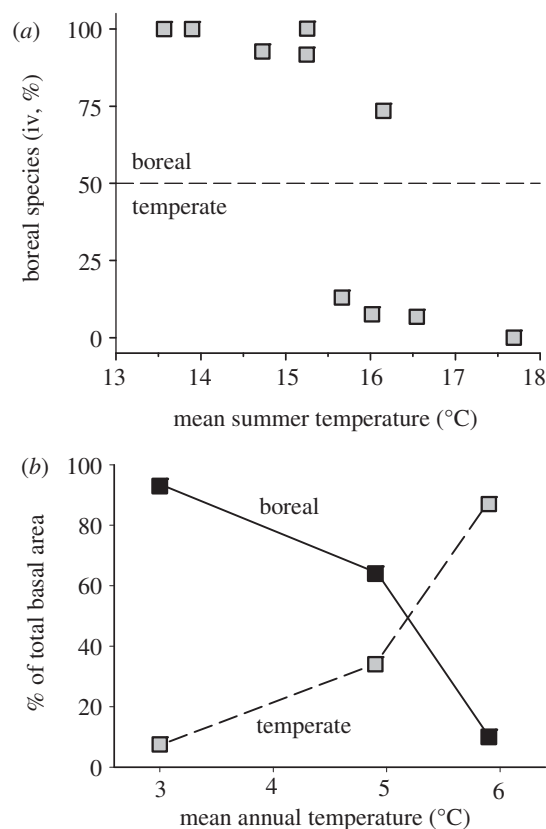 (a)
boreal species (iv, %)
100
75
50
25
0
boreal
temperate
13 14 15 16 17 18
mean summer temperature (°C)
(b)
% of total basal area
100
80
60
40
20
0
boreal
temperate
3 4 5 6
mean annual temperature (°C)